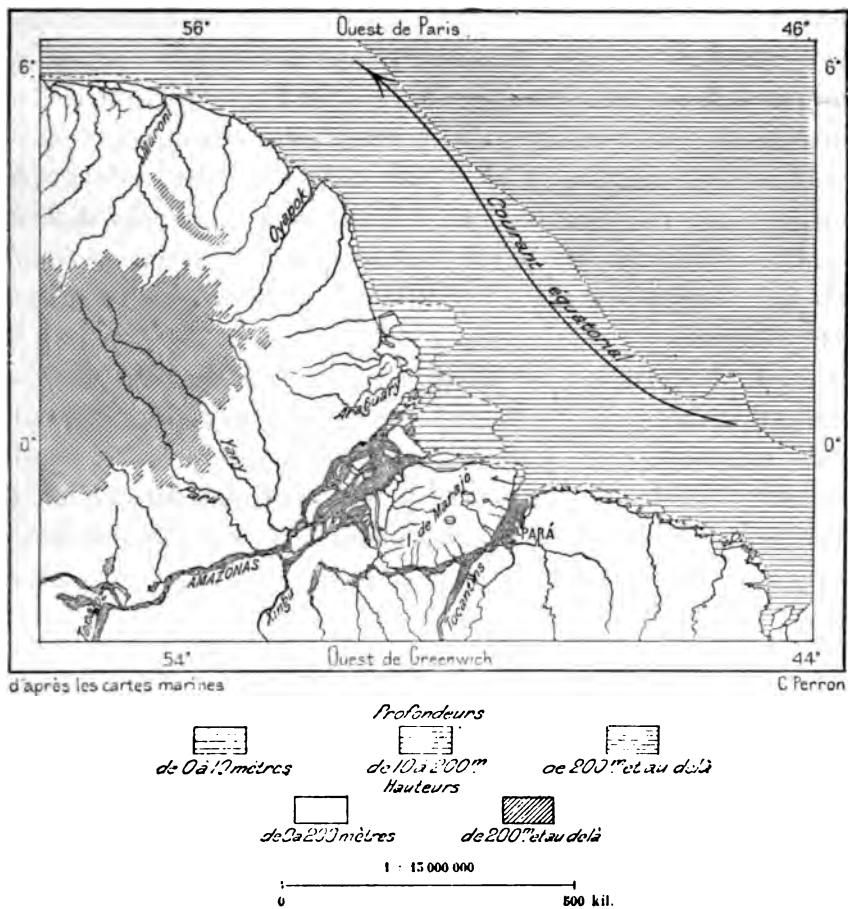 56° Ouest de Paris 46°
6° 6°
Maroni
Oyapok
Courant équatorial
Araguary
Yary
Parú
0° 0°
I. de Marajó
PARÁ
AMAZONAS
Xingú
Tocantins
54° Ouest de Greenwich 44°
d'après les cartes marines C Perron
Profondeurs
de 0 à 10 mètres de 10 à 200 m de 200 m et au delà
Hauteurs
de 0 à 200 mètres de 200 m et au delà
1 : 15 000 000
0 500 kil.